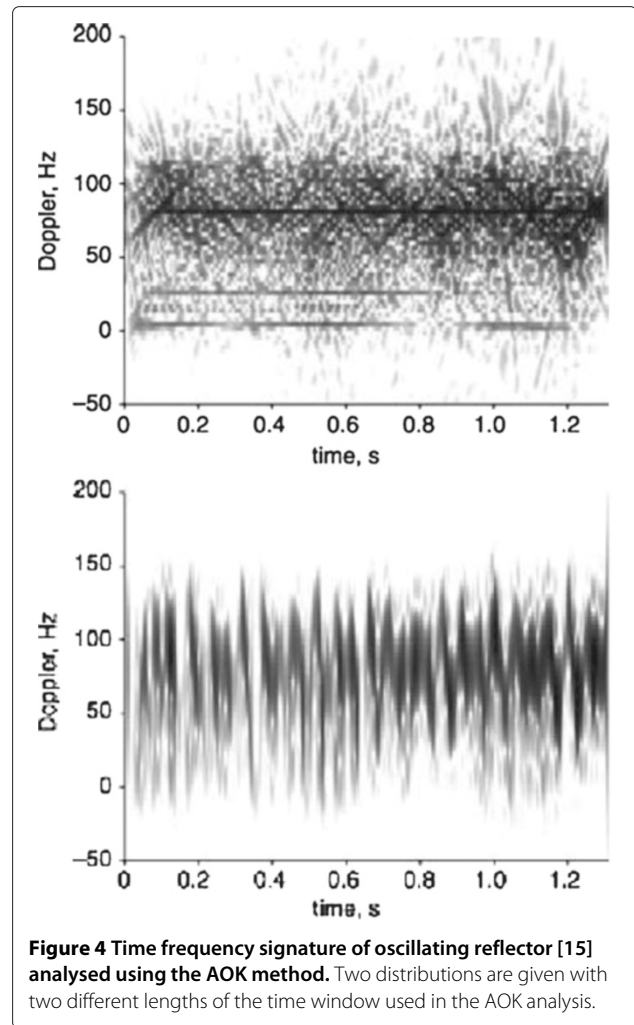 200
150
100
50
0
−50
Doppler, Hz
0 0.2 0.4 0.6 0.8 1.0 1.2
time, s
200
150
100
50
0
−50
Doppler, Hz
0 0.2 0.4 0.6 0.8 1.0 1.2
time, s
Figure 4 Time frequency signature of oscillating reflector [15]
analysed using the AOK method. Two distributions are given with
two different lengths of the time window used in the AOK analysis.